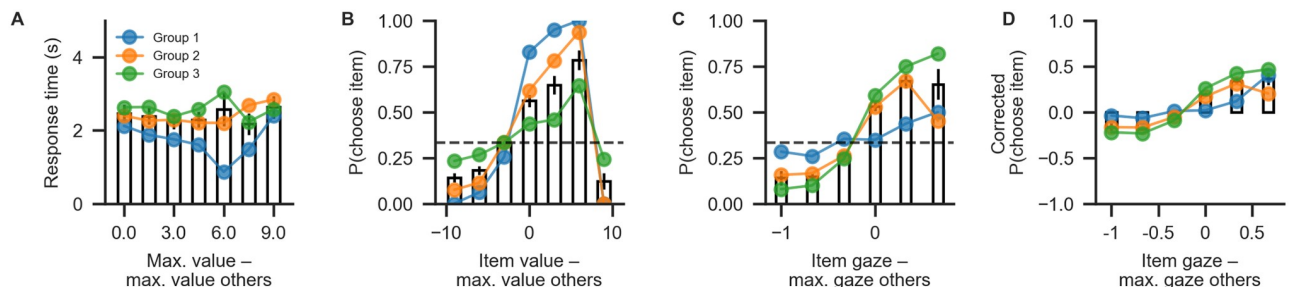 A
Response time (s)
4
2
0
Group 1
Group 2
Group 3
0.0 3.0 6.0 9.0
Max. value –
max. value others
B
P(choose item)
1.00
0.75
0.50
0.25
0.00
−10 0 10
Item value –
max. value others
C
P(choose item)
1.00
0.75
0.50
0.25
0.00
−1 0
Item gaze –
max. gaze others
D
Corrected
P(choose item)
1.0
0.5
0.0
−0.5
−1.0
-1 -0.5 0 0.5
Item gaze –
max. gaze others